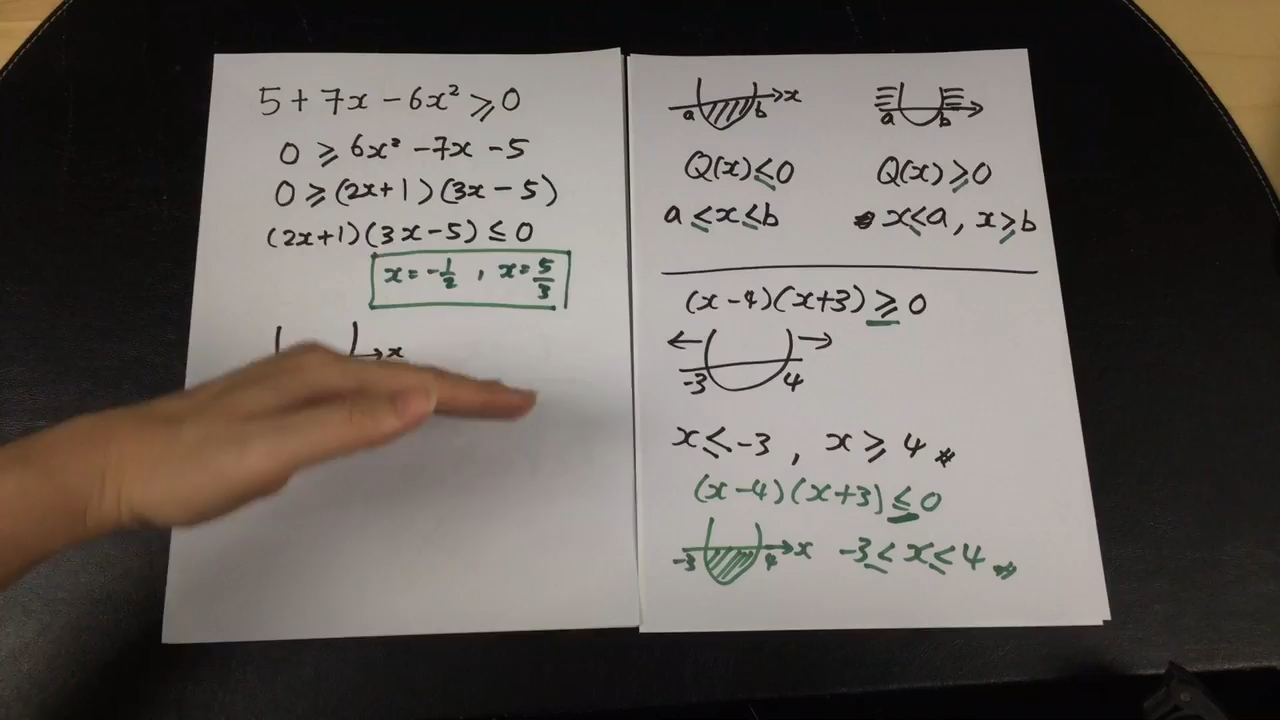 5 + 7x - 6x² ≥ 0
0 ≥ 6x² - 7x - 5
0 ≥ (2x+1)(3x-5)
(2x+1)(3x-5) ≤ 0
x = -1/2 , x = 5/3
x
a b x
a b
Q(x) ≤ 0 Q(x) ≥ 0
a ≤ x ≤ b x ≤ a, x ≥ b
(x-4)(x+3) ≥ 0
-3 4
x ≤ -3 , x ≥ 4
(x-4)(x+3) ≤ 0
-3 4 x -3 ≤ x ≤ 4